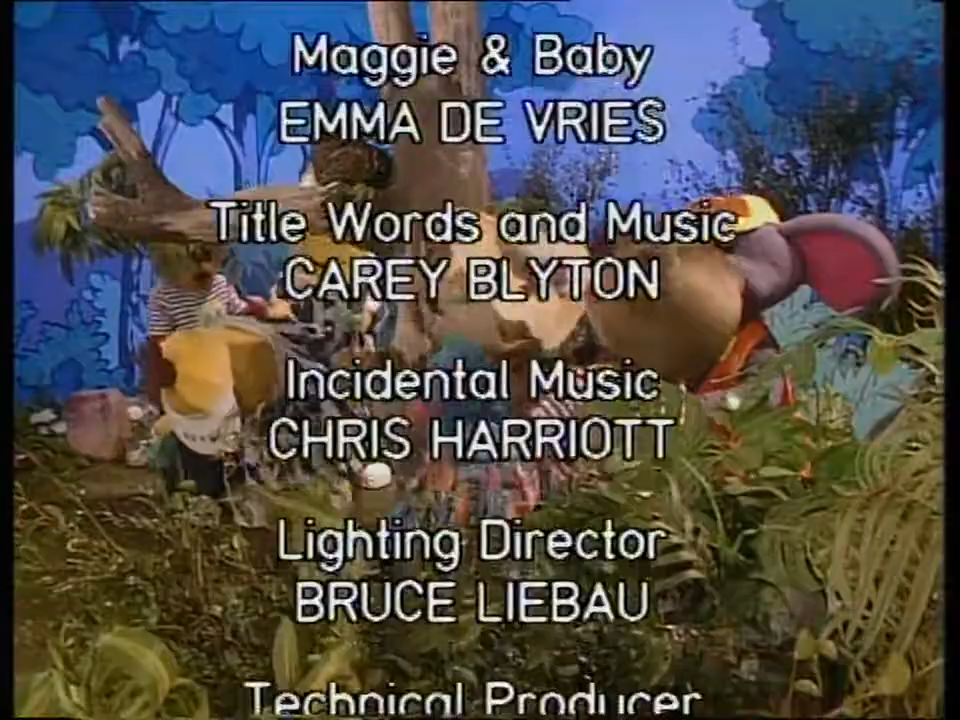 Maggie & Baby
EMMA DE VRIES
Title Words and Music
CAREY BLYTON
Incidental Music
CHRIS HARRIOTT
Lighting Director
BRUCE LIEBAU
Technical Producer